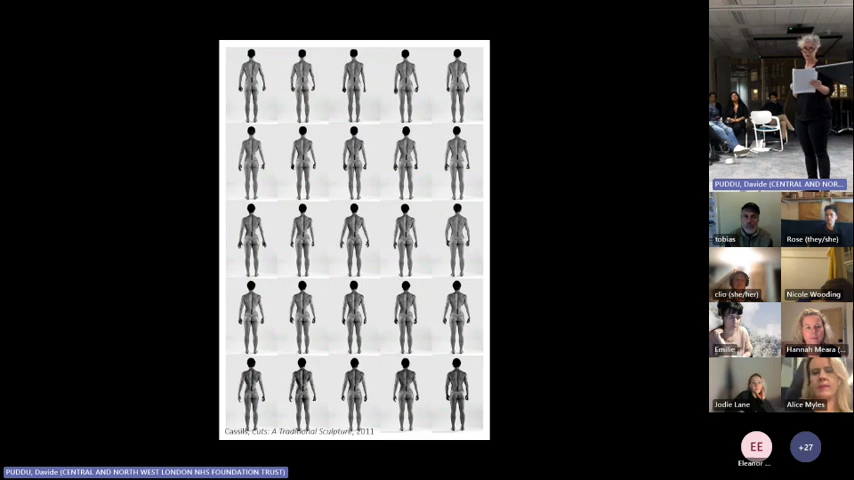 Cassils, Cuts: A Traditional Sculpture, 2011
PUDDU, Davide (CENTRAL AND NOR...
tobias
Rose (they/she)
clio (she/her)
Nicole Wooding
Emilie
Hannah Meara (...
Jodie Lane
Alice Myles
EE
Eleanor ...
+27
PUDDU, Davide (CENTRAL AND NORTH WEST LONDON NHS FOUNDATION TRUST)